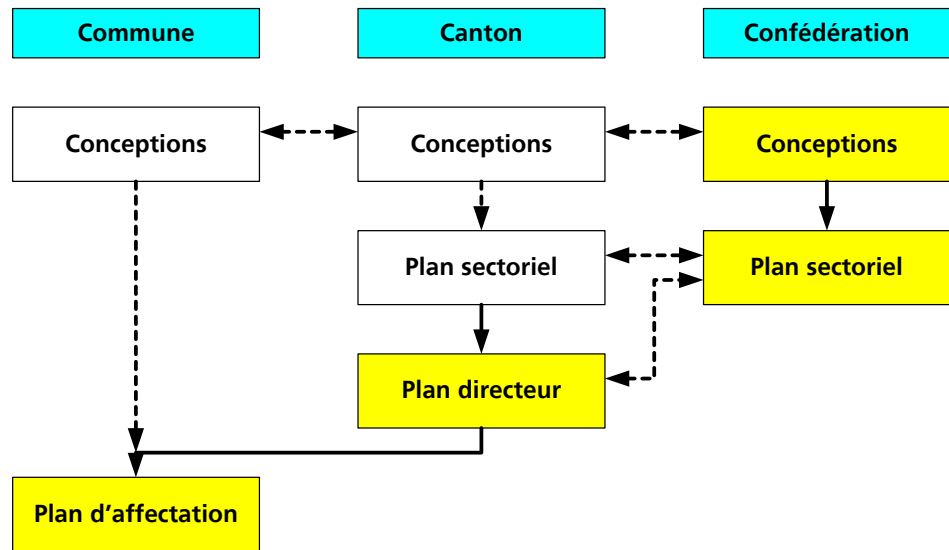 Commune
Canton
Confédération
Conceptions
Conceptions
Conceptions
Plan sectoriel
Plan sectoriel
Plan directeur
Plan d’affectation